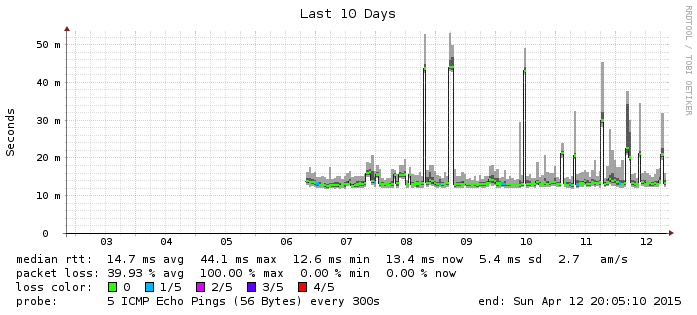 Last 10 Days
RRDTOOL / TOBI OETIKER
Seconds
50 m
40 m
30 m
20 m
10 m
0
03 04 05 06 07 08 09 10 11 12
median rtt: 14.7 ms avg 44.1 ms max 12.6 ms min 13.4 ms now 5.4 ms sd 2.7 am/s
packet loss: 39.93 % avg 100.00 % max 0.00 % min 0.00 % now
loss color: 0 1/5 2/5 3/5 4/5
probe: 5 ICMP Echo Pings (56 Bytes) every 300s end: Sun Apr 12 20:05:10 2015